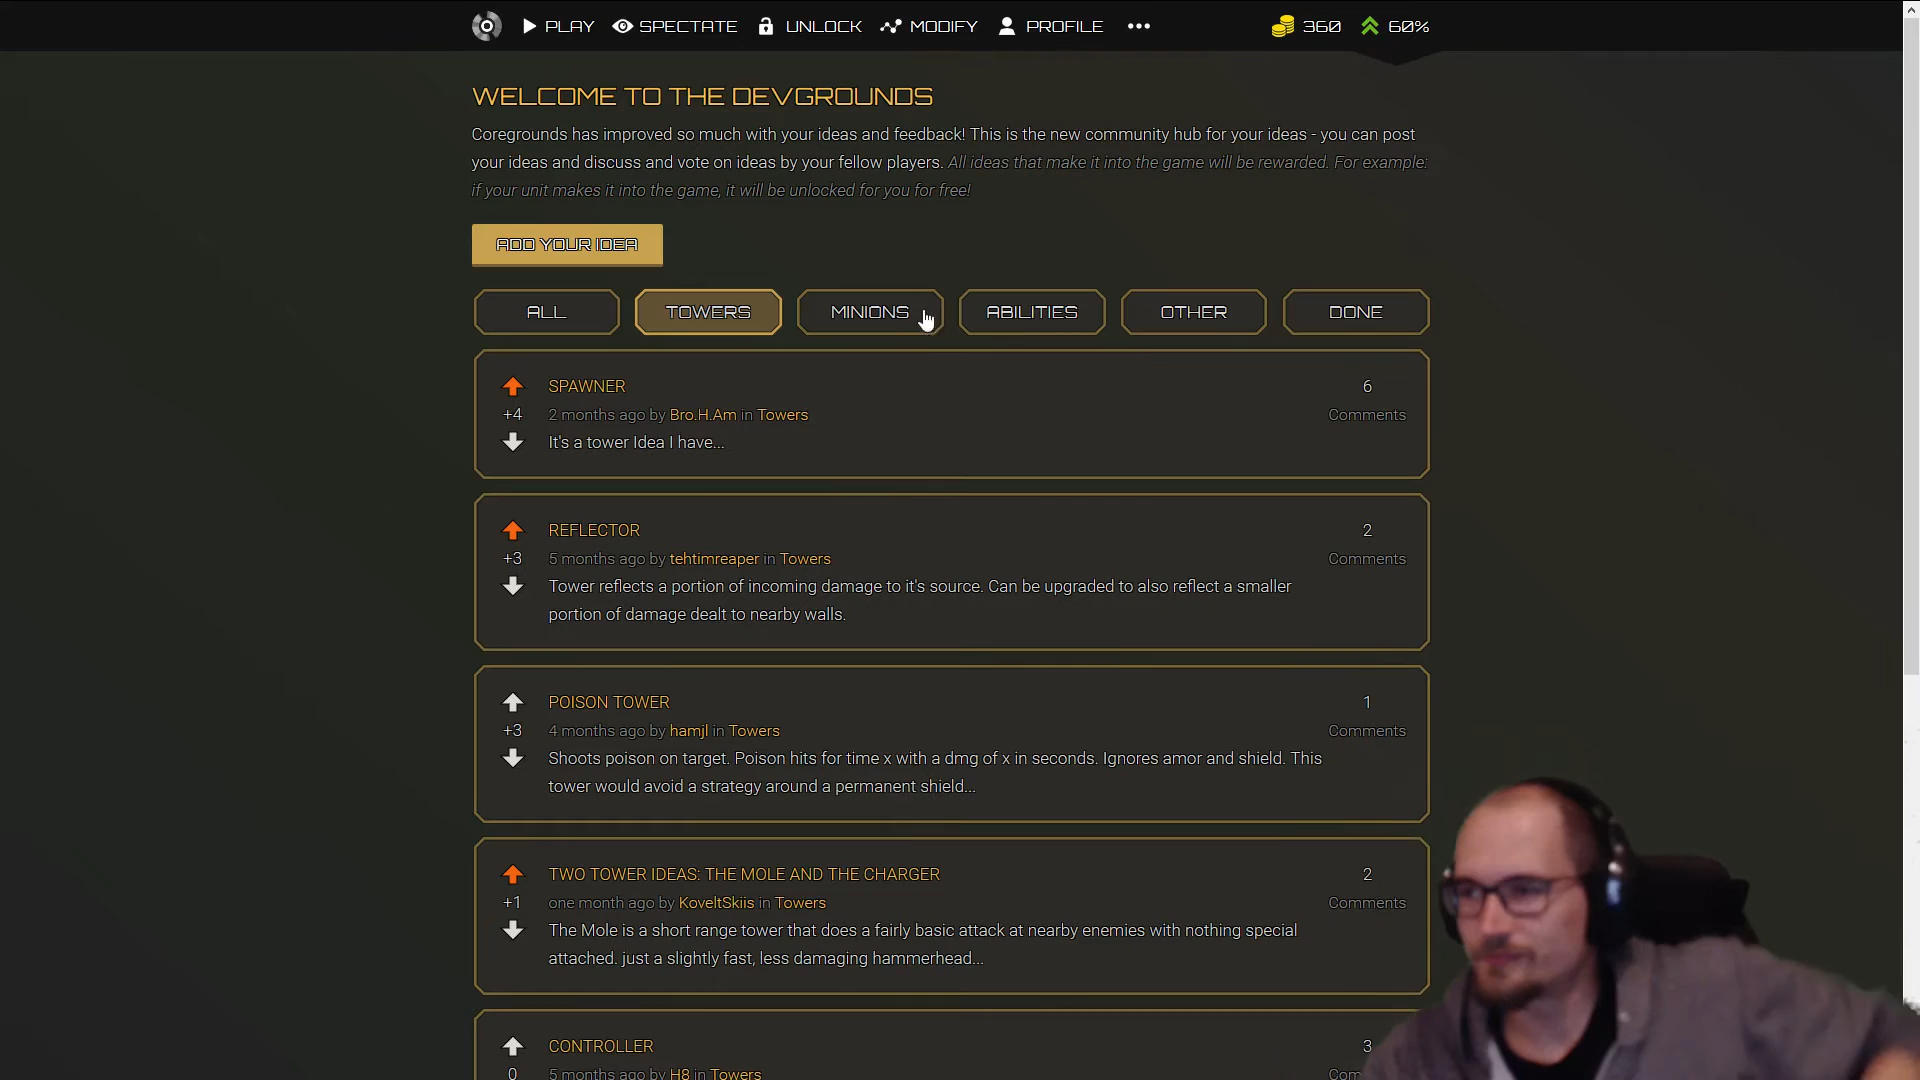 PLAY SPECTATE UNLOCK MODIFY PROFILE 360 60%
WELCOME TO THE DEVGROUNDS
Coregrounds has improved so much with your ideas and feedback! This is the new community hub for your ideas - you can post
your ideas and discuss and vote on ideas by your fellow players. All ideas that make it into the game will be rewarded. For example:
if your unit makes it into the game, it will be unlocked for you for free!
ADD YOUR IDEA
ALL TOWERS MINIONS ABILITIES OTHER DONE
SPAWNER 6
+4 2 months ago by Bro.H.Am in Towers Comments
It's a tower Idea I have...
REFLECTOR 2
+3 5 months ago by tehtimreaper in Towers Comments
Tower reflects a portion of incoming damage to it's source. Can be upgraded to also reflect a smaller
portion of damage dealt to nearby walls.
POISON TOWER 1
+3 4 months ago by hamjl in Towers Comments
Shoots poison on target. Poison hits for time x with a dmg of x in seconds. Ignores amor and shield. This
tower would avoid a strategy around a permanent shield...
TWO TOWER IDEAS: THE MOLE AND THE CHARGER 2
+1 one month ago by KoveltSkiis in Towers Comments
The Mole is a short range tower that does a fairly basic attack at nearby enemies with nothing special
attached. just a slightly fast, less damaging hammerhead...
CONTROLLER 3
0 5 months ago by H8 in Towers Com